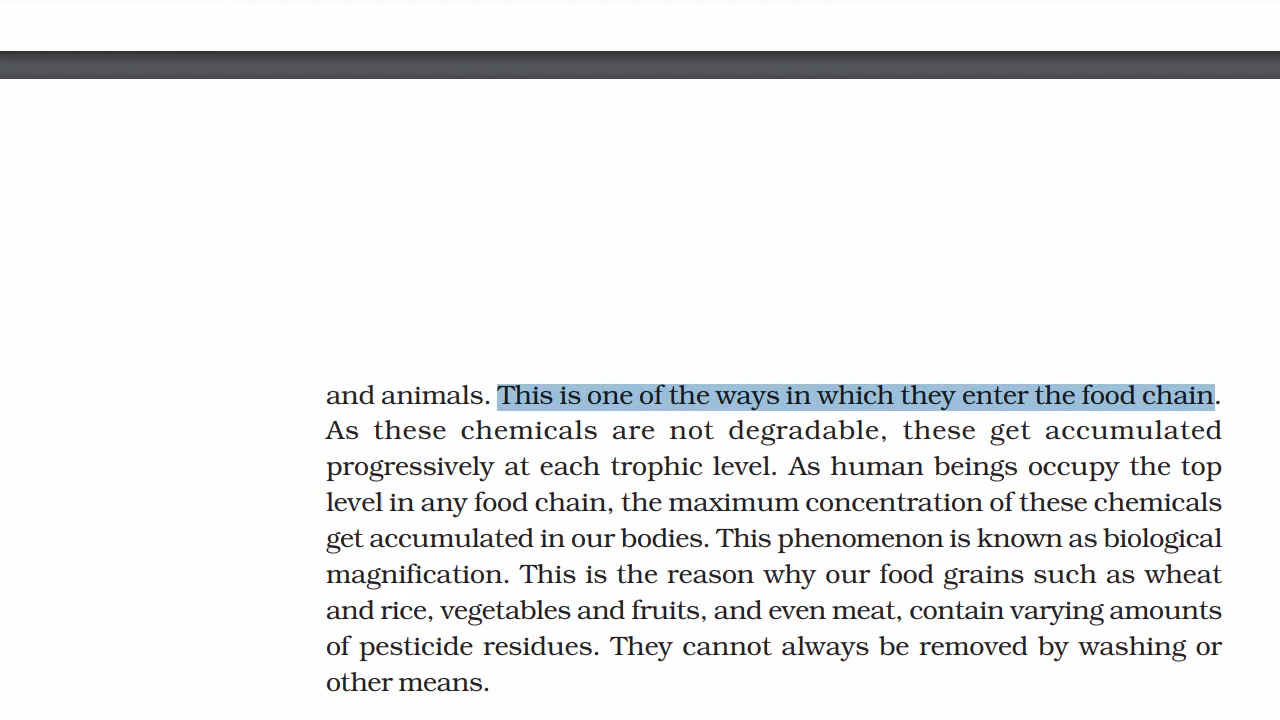 and animals. This is one of the ways in which they enter the food chain.
As these chemicals are not degradable, these get accumulated
progressively at each trophic level. As human beings occupy the top
level in any food chain, the maximum concentration of these chemicals
get accumulated in our bodies. This phenomenon is known as biological
magnification. This is the reason why our food grains such as wheat
and rice, vegetables and fruits, and even meat, contain varying amounts
of pesticide residues. They cannot always be removed by washing or
other means.